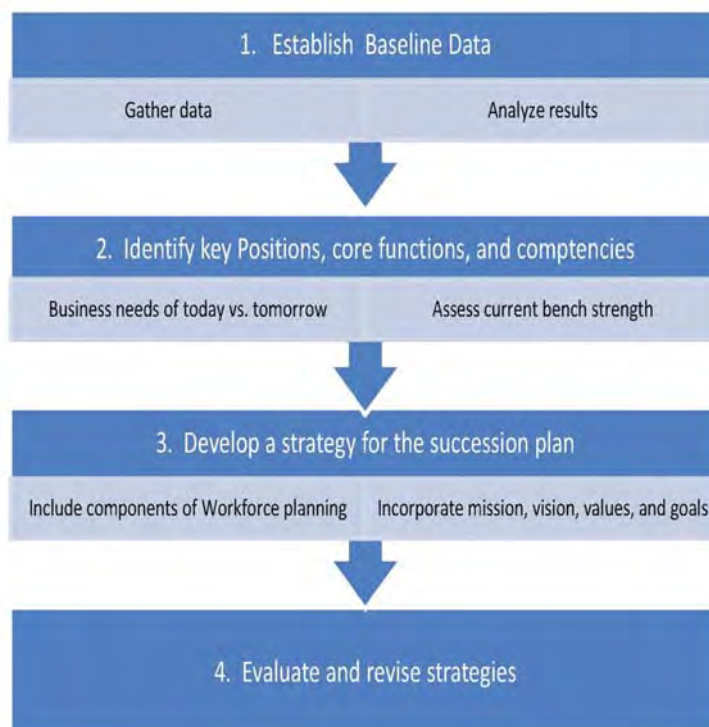 1. Establish Baseline Data
Gather data
Analyze results
2. Identify key Positions, core functions, and comptencies
Business needs of today vs. tomorrow
Assess current bench strength
3. Develop a strategy for the succession plan
Include components of Workforce planning
Incorporate mission, vision, values, and goals
4. Evaluate and revise strategies